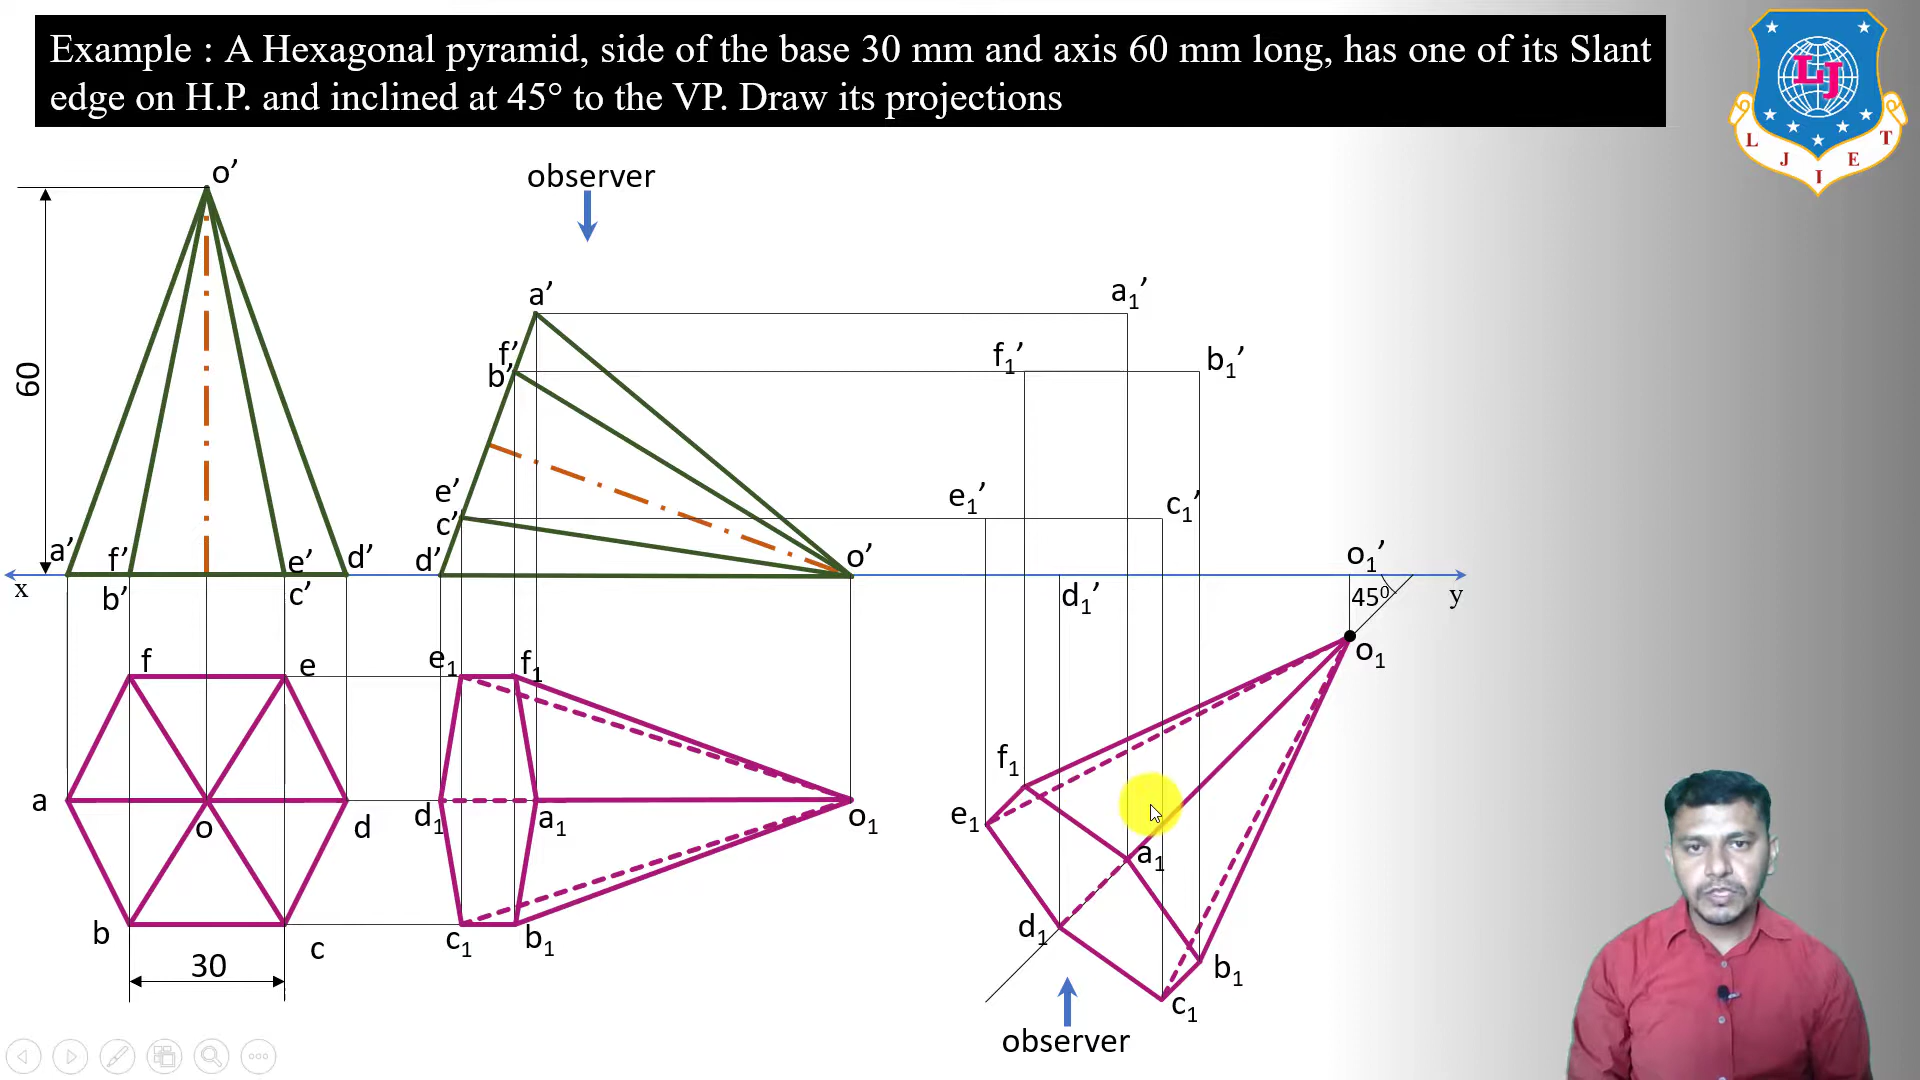 Example : A Hexagonal pyramid, side of the base 30 mm and axis 60 mm long, has one of its Slant
edge on H.P. and inclined at 45° to the VP. Draw its projections
L J
L J I E T
o’
observer
a’
a₁’
f’
f₁’
b₁’
b’
60
e’
e₁’
c₁’
c’
a’ f’ e’ d’
d’
o’
o₁’
x
b’
c’
d₁’
45⁰
y
f e
e₁ f₁
o₁
f₁
a
d
o
d₁
a₁
o₁
e₁
a₁
b
c
c₁ b₁
d₁
b₁
30
c₁
observer